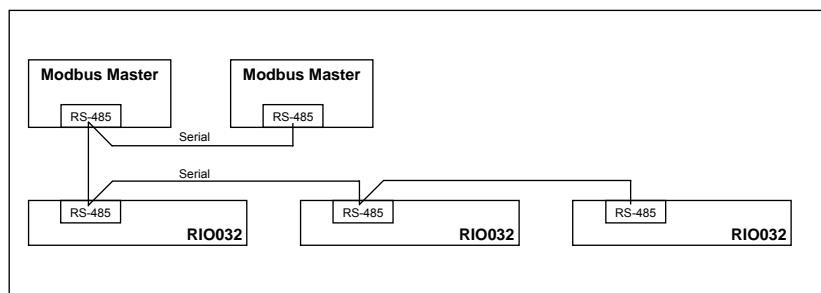 Modbus Master
Modbus Master
RS-485
RS-485
Serial
Serial
RS-485
RS-485
RS-485
RIO032
RIO032
RIO032